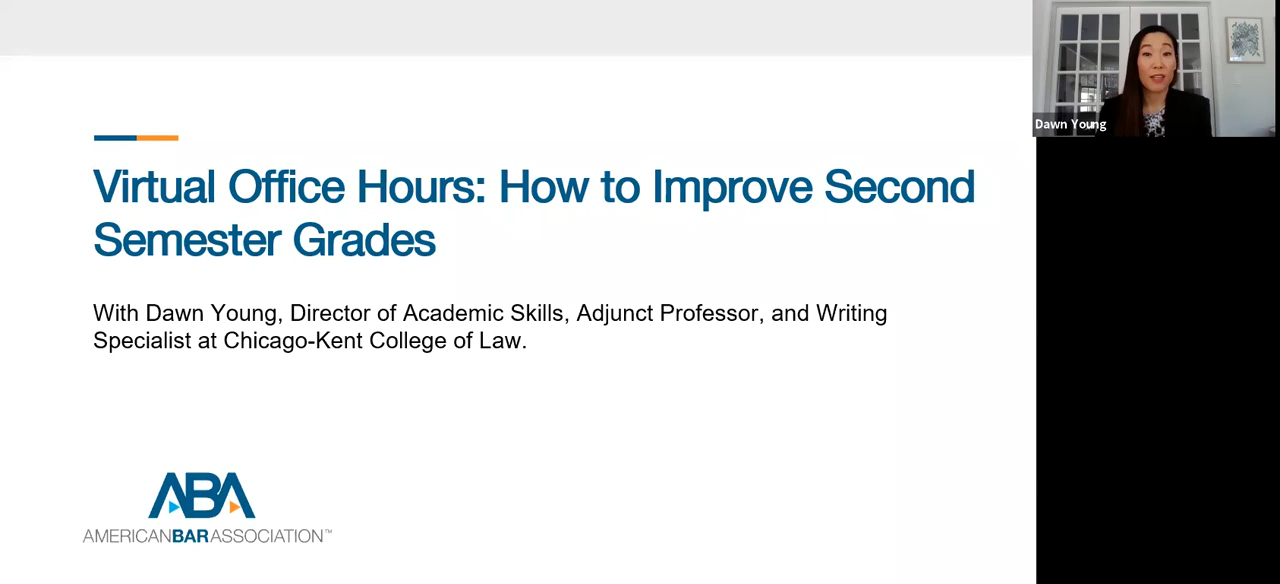 Dawn Young
Virtual Office Hours: How to Improve Second
Semester Grades
With Dawn Young, Director of Academic Skills, Adjunct Professor, and Writing
Specialist at Chicago-Kent College of Law.
ABA
AMERICANBARASSOCIATION™